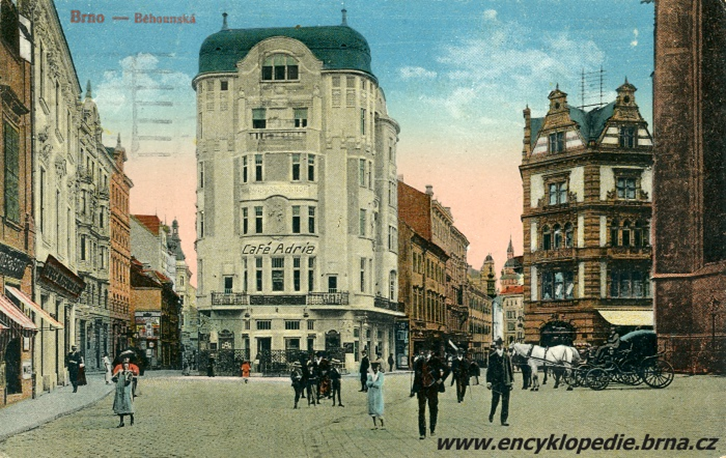 Brno — Běhounská
CAFÉ ADRIA
www.encyklopedie.brna.cz